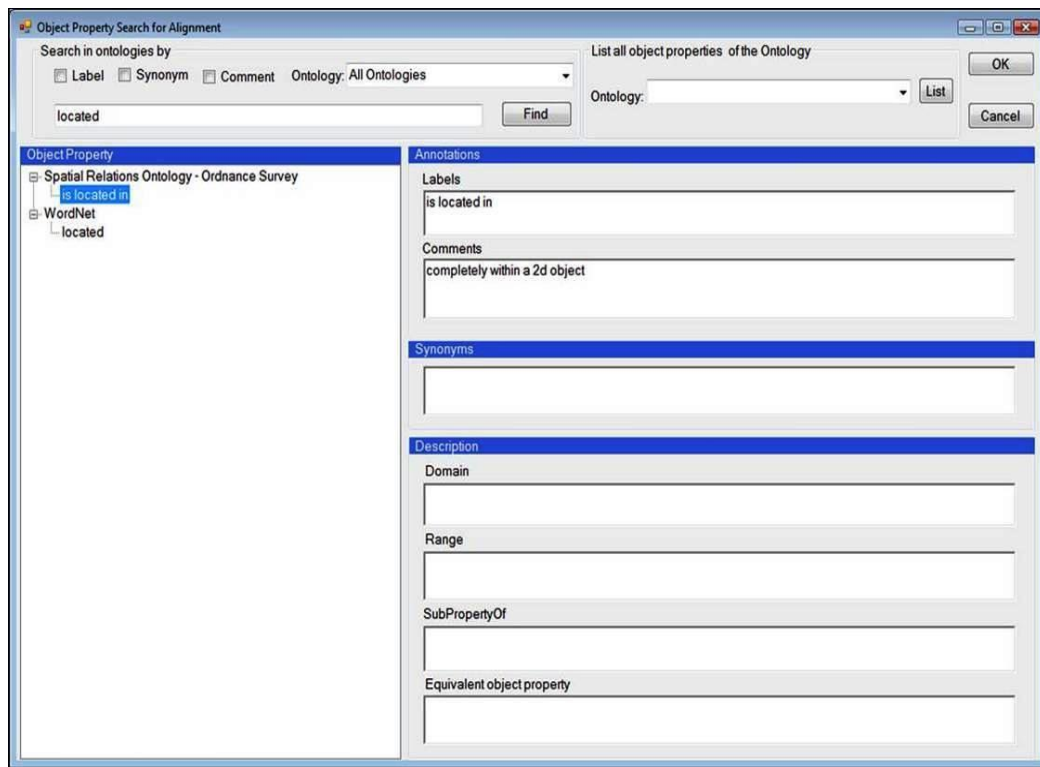 Object Property Search for Alignment
Search in ontologies by
Label Synonym Comment Ontology: All Ontologies
located Find
List all object properties of the Ontology
Ontology: List
OK
Cancel
Object Property
Spatial Relations Ontology - Ordnance Survey
is located in
WordNet
located
Annotations
Labels
is located in
Comments
completely within a 2d object
Synonyms
Description
Domain
Range
SubPropertyOf
Equivalent object property